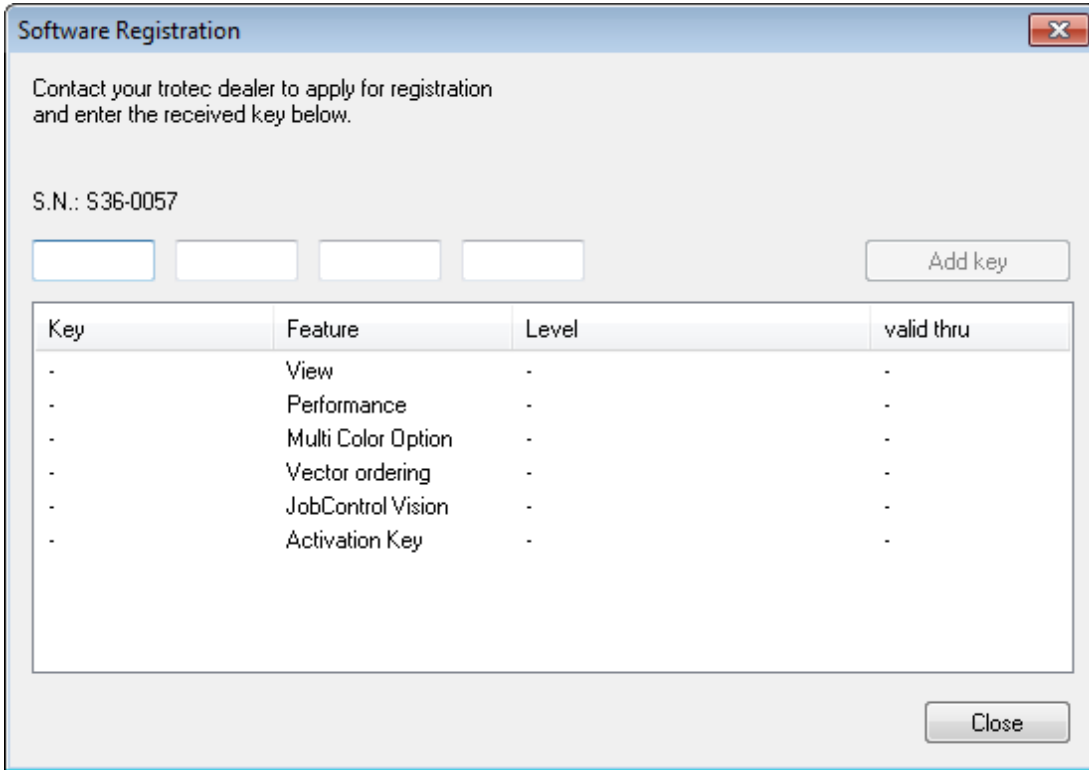 Software Registration
Contact your trotec dealer to apply for registration
and enter the received key below.
S.N.: S36-0057
Add key
Key Feature Level valid thru
- View - -
- Performance - -
- Multi Color Option - -
- Vector ordering - -
- JobControl Vision - -
- Activation Key - -
Close